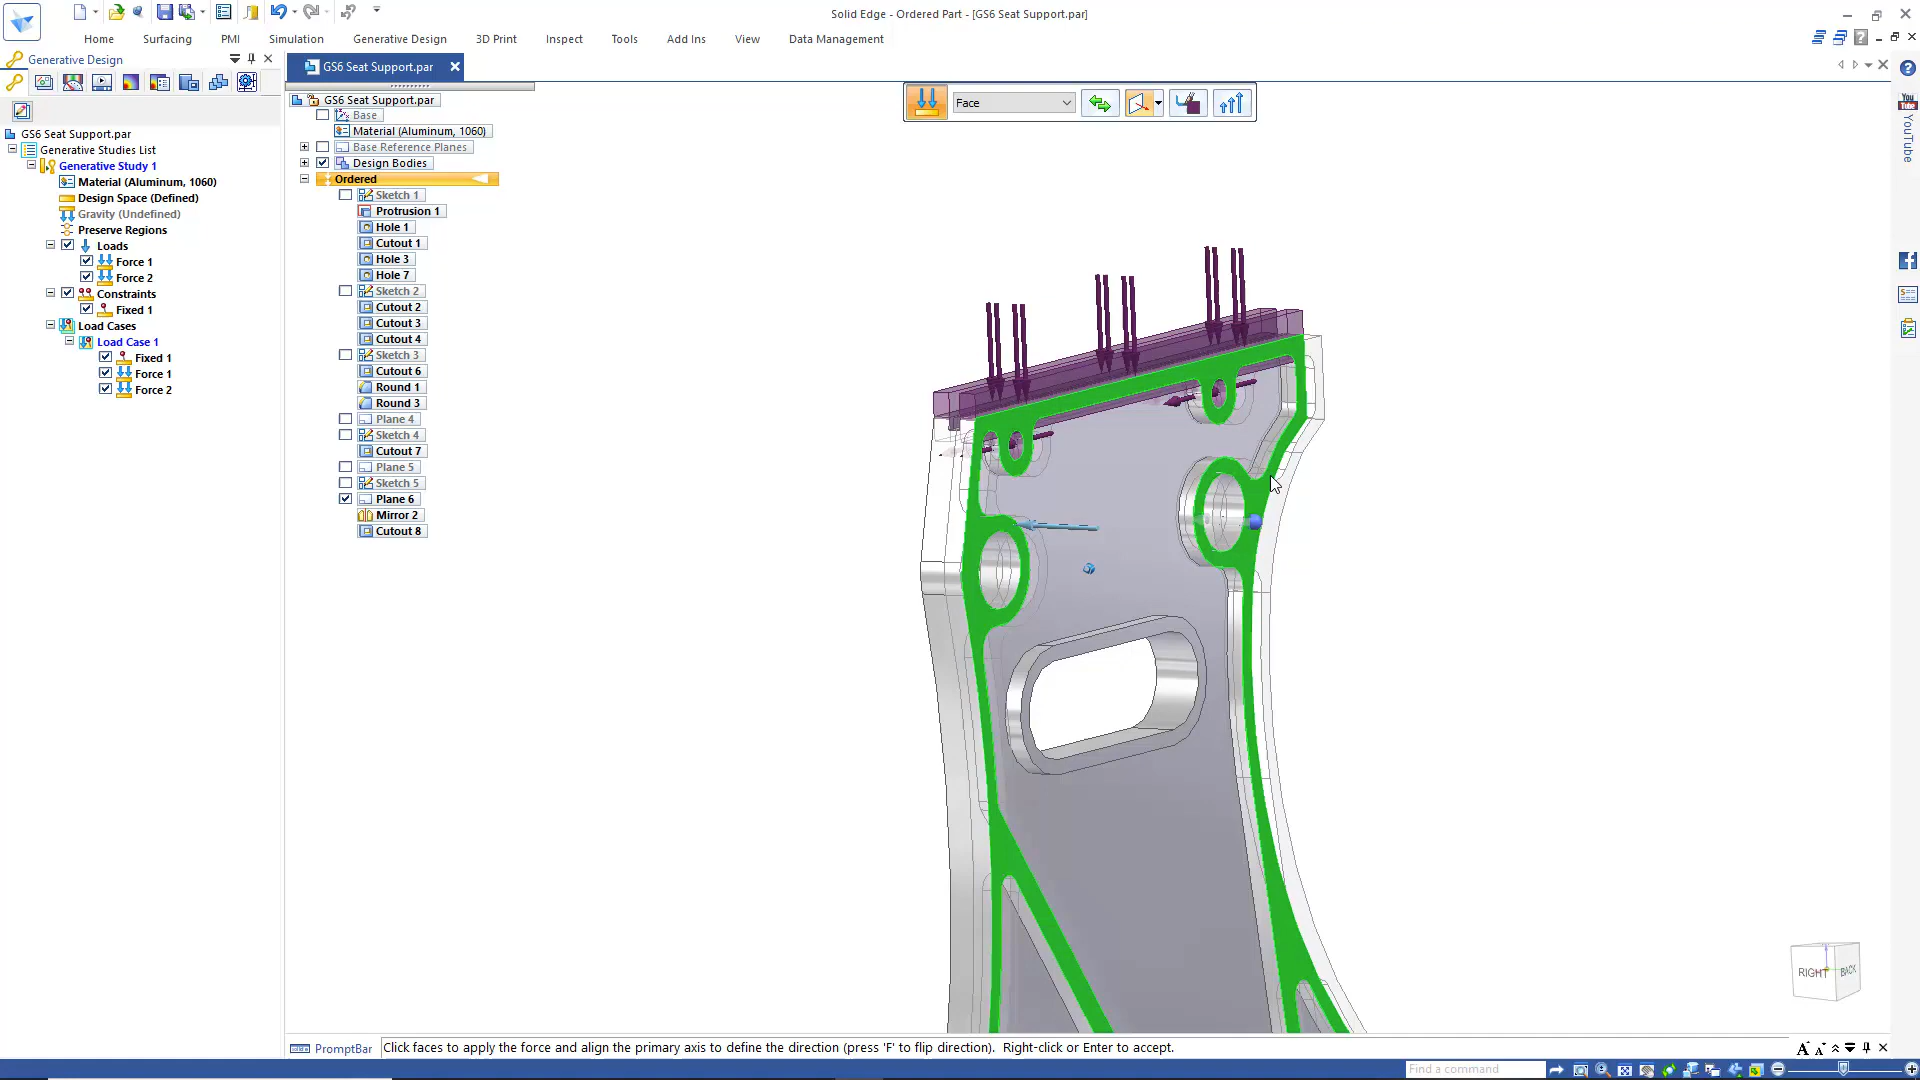 Solid Edge - Ordered Part - [GS6 Seat Support.par]
Home
Surfacing
PMI
Simulation
Generative Design
3D Print
Inspect
Tools
Add Ins
View
Data Management
Generative Design
GS6 Seat Support.par
GS6 Seat Support.par
Generative Studies List
Generative Study 1
Material (Aluminum, 1060)
Design Space (Defined)
Gravity (Undefined)
Preserve Regions
Loads
Force 1
Force 2
Constraints
Fixed 1
Load Cases
Load Case 1
Fixed 1
Force 1
Force 2
GS6 Seat Support.par
Base
Material (Aluminum, 1060)
Base Reference Planes
Design Bodies
Ordered
Sketch 1
Protrusion 1
Hole 1
Cutout 1
Hole 3
Hole 7
Sketch 2
Cutout 2
Cutout 3
Cutout 4
Sketch 3
Cutout 6
Round 1
Round 3
Plane 4
Sketch 4
Cutout 7
Plane 5
Sketch 5
Plane 6
Mirror 2
Cutout 8
Face
You
Tube
YouTube
RIGHT
BACK
PromptBar
Click faces to apply the force and align the primary axis to define the direction (press 'F' to flip direction).  Right-click or Enter to accept.
Find a command